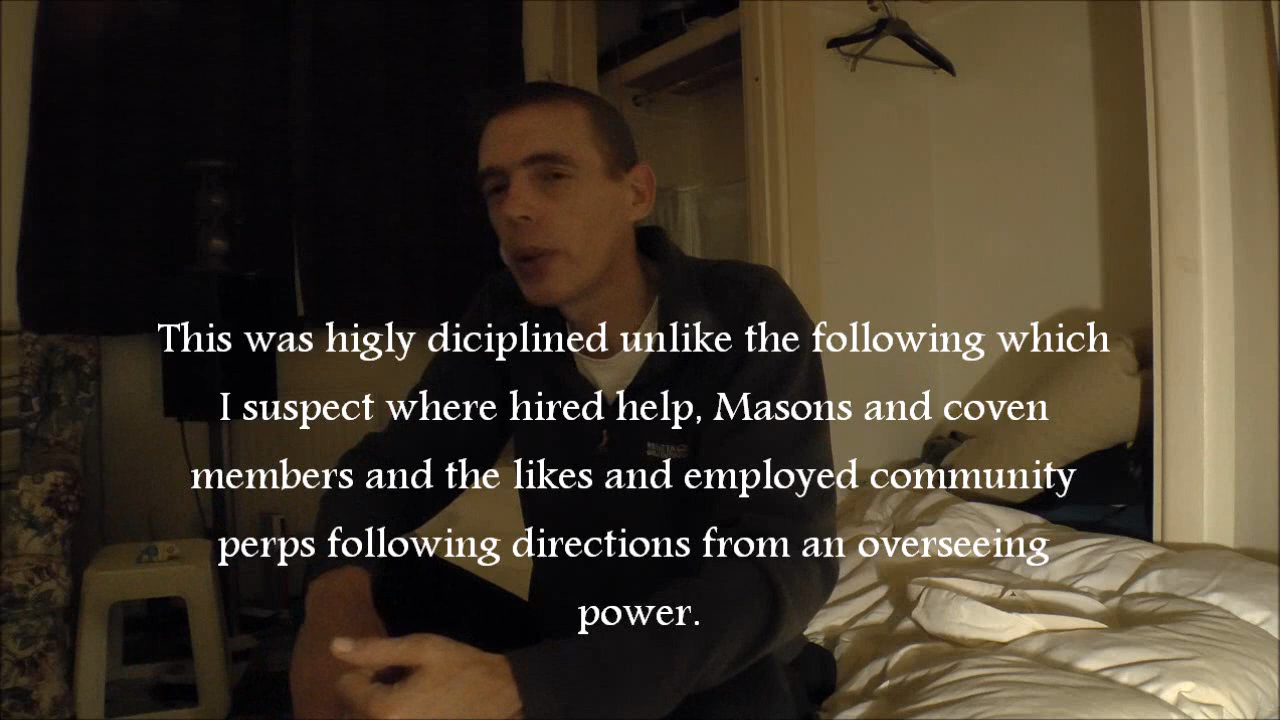 This was higly diciplined unlike the following which
I suspect where hired help, Masons and coven
members and the likes and employed community
perps following directions from an overseeing
power.